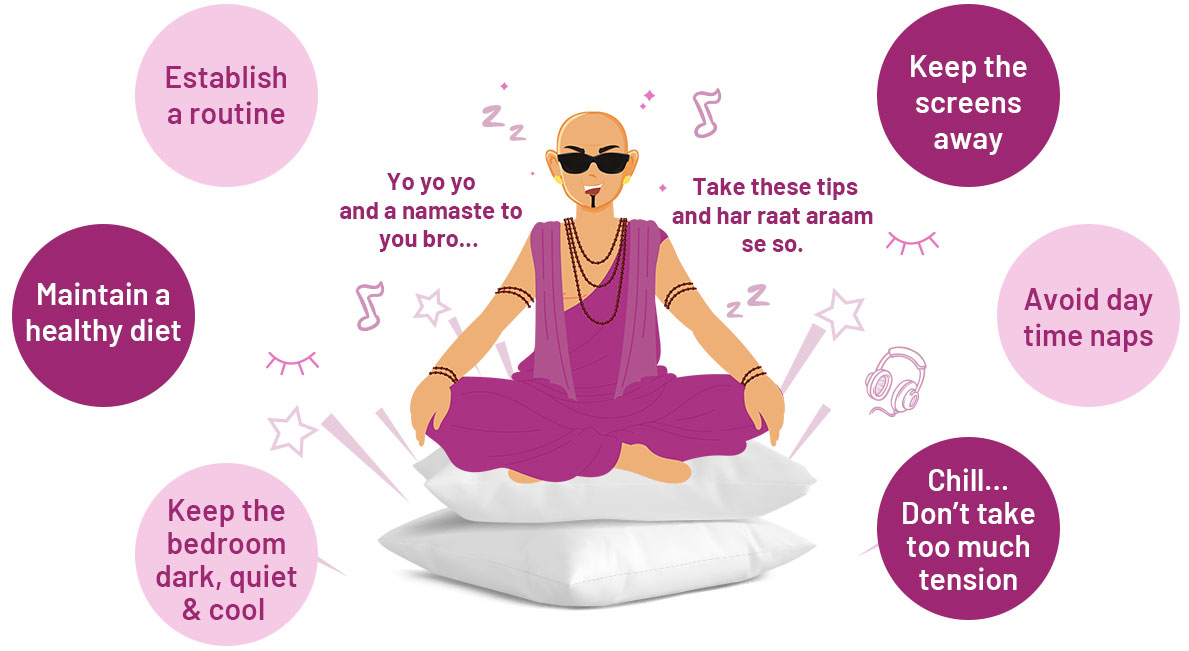 Establish
a routine
Keep the
screens
away
Yo yo yo
and a namaste to
you bro...
Take these tips
and har raat araam
se so.
Maintain a
healthy diet
Avoid day
time naps
Keep the
bedroom
dark, quiet
& cool
Chill...
Don’t take
too much
tension